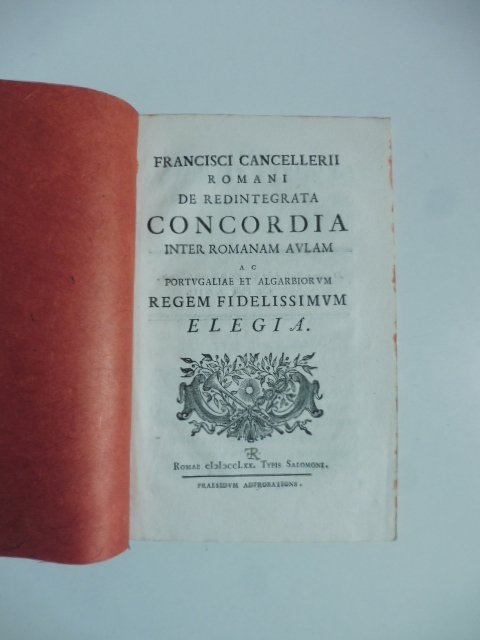 FRANCISCI CANCELLERII
ROMANI
DE REDINTEGRATA
CONCORDIA
INTER ROMANAM AVLAM
AC
PORTVGALIAE ET ALGARBIORVM
REGEM FIDELISSIMVM
ELEGIA.
ROMAE cIɔIɔccLXX. TYPIS SALOMONI.
PRAESIDVM ADPROBATIONE.